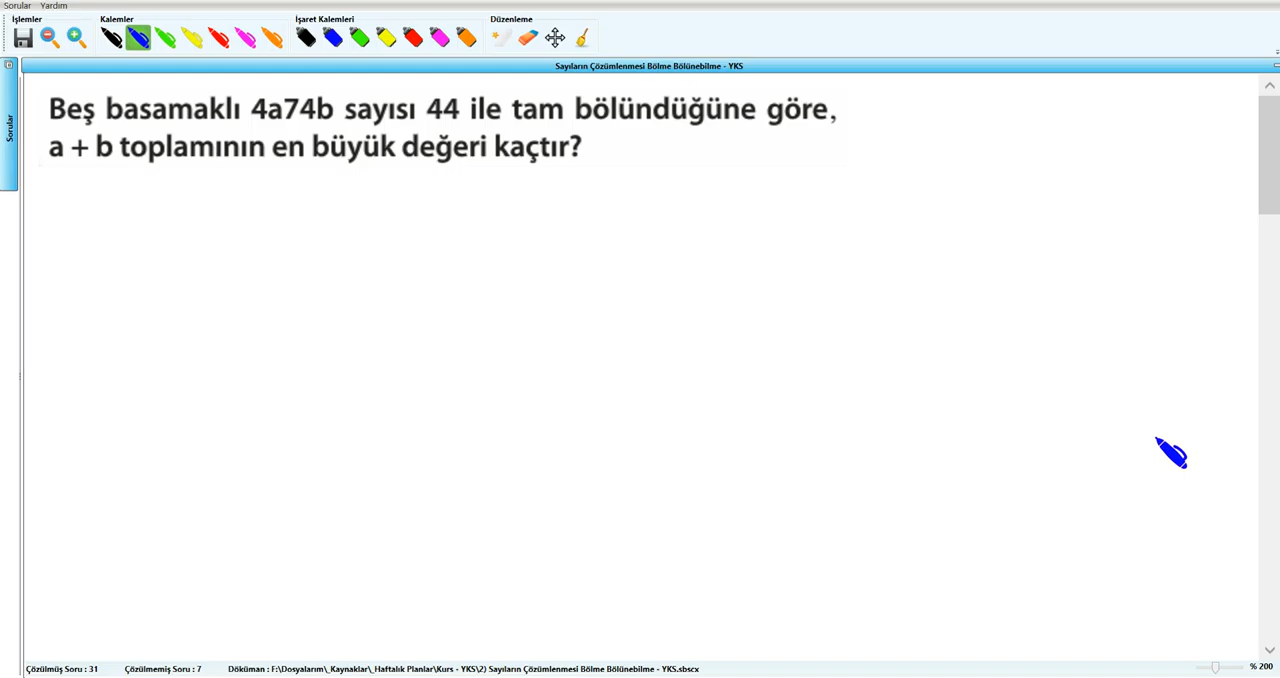 Sorular Yardım
İşlemler Kalemler İşaret Kalemleri Düzenleme
Sayıların Çözümlenmesi Bölme Bölünebilme - YKS
Sorular
Beş basamaklı 4a74b sayısı 44 ile tam bölündüğüne göre,
a + b toplamının en büyük değeri kaçtır?
Çözülmüş Soru : 31 Çözülmemiş Soru : 7 Döküman : F:\Dosyalarım\_Kaynaklar\_Haftalık Planlar\Kurs - YKS\2) Sayıların Çözümlenmesi Bölme Bölünebilme - YKS.sbscx % 200